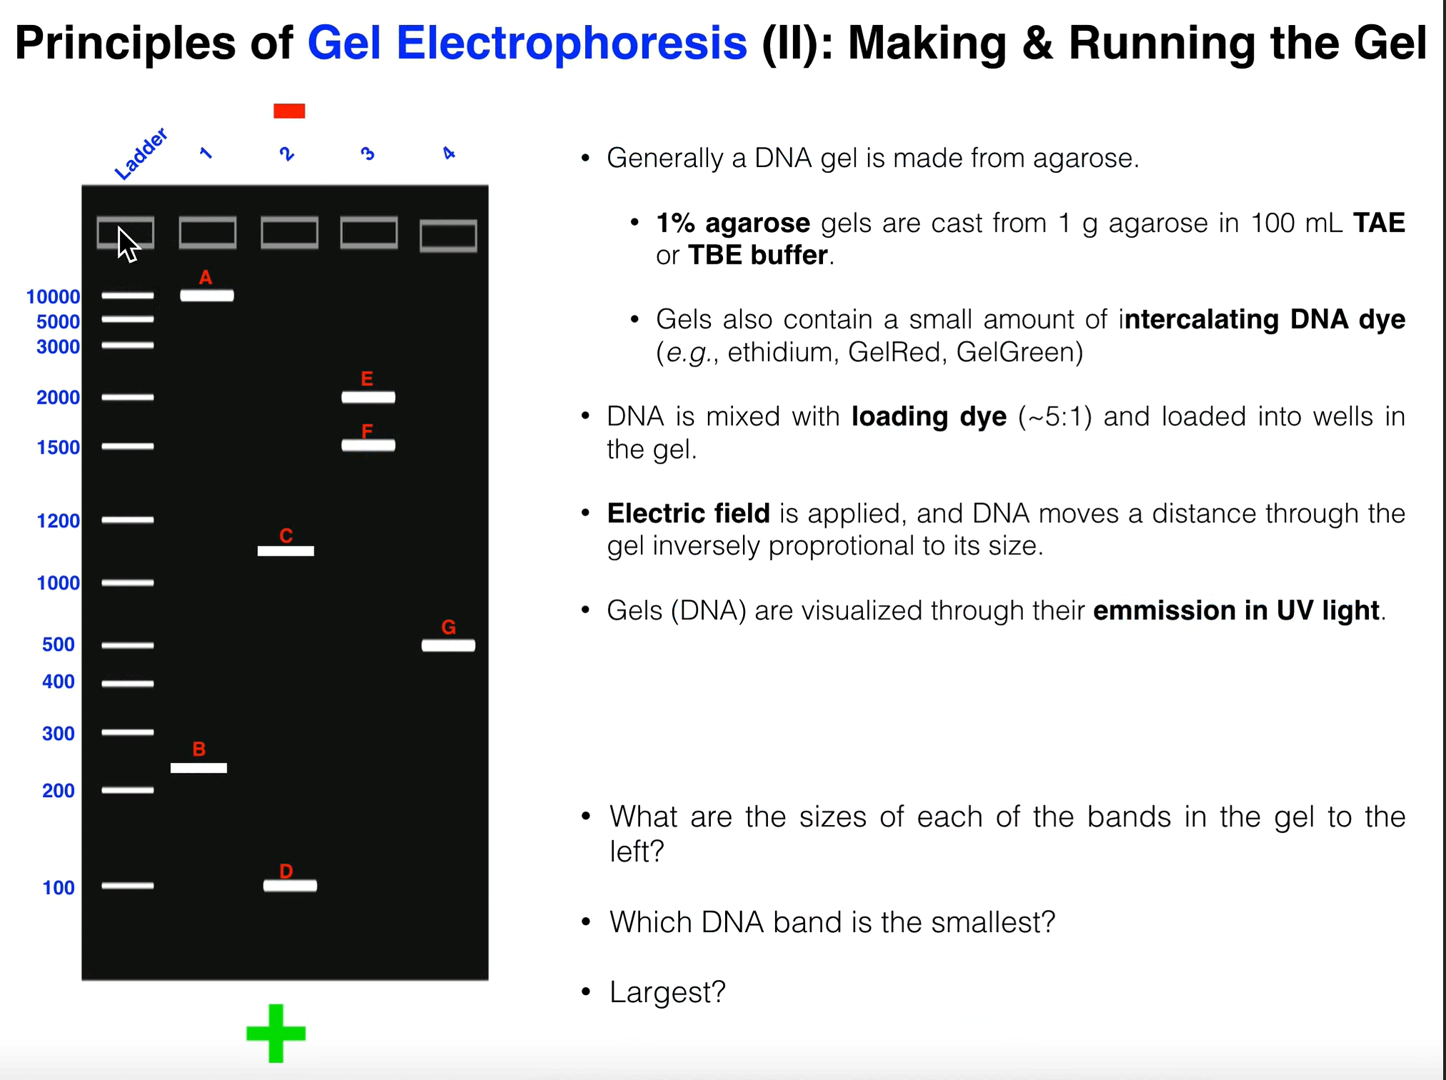 Principles of Gel Electrophoresis (II): Making & Running the Gel
Ladder
1
2
3
4
A
10000
5000
3000
E
2000
F
1500
1200
C
1000
G
500
400
300
B
200
D
100
• Generally a DNA gel is made from agarose.
• 1% agarose gels are cast from 1 g agarose in 100 mL TAE
or TBE buffer.
• Gels also contain a small amount of intercalating DNA dye
(e.g., ethidium, GelRed, GelGreen)
• DNA is mixed with loading dye (~5:1) and loaded into wells in
the gel.
• Electric field is applied, and DNA moves a distance through the
gel inversely proprotional to its size.
• Gels (DNA) are visualized through their emmission in UV light.
• What are the sizes of each of the bands in the gel to the
left?
• Which DNA band is the smallest?
• Largest?